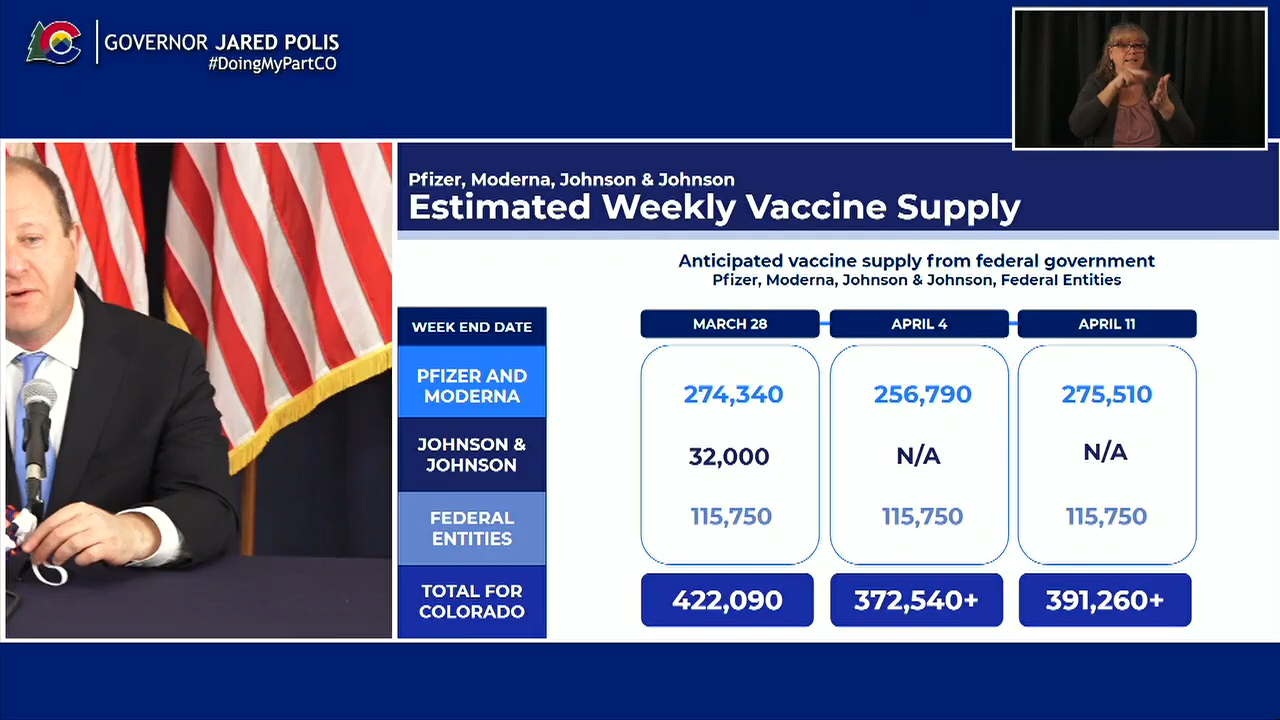 GOVERNOR JARED POLIS
#DoingMyPartCO
Pfizer, Moderna, Johnson & Johnson
Estimated Weekly Vaccine Supply
Anticipated vaccine supply from federal government
Pfizer, Moderna, Johnson & Johnson, Federal Entities
WEEK END DATE
MARCH 28
APRIL 4
APRIL 11
PFIZER AND
MODERNA
274,340
256,790
275,510
JOHNSON &
JOHNSON
32,000
N/A
N/A
FEDERAL
ENTITIES
115,750
115,750
115,750
TOTAL FOR
COLORADO
422,090
372,540+
391,260+